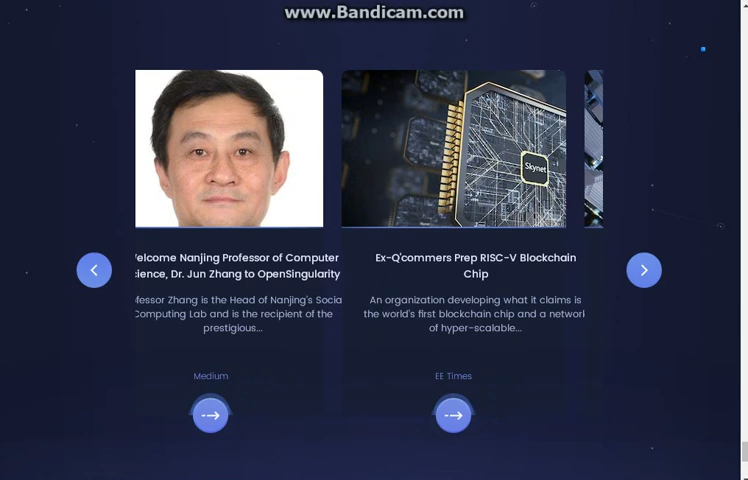 www.Bandicam.com
Skynet
elcome Nanjing Professor of Computer
cience, Dr. Jun Zhang to OpenSingularity
ofessor Zhang is the Head of Nanjing's Socia
Computing Lab and is the recipient of the
prestigious...
Medium
Ex-Q'commers Prep RISC-V Blockchain
Chip
An organization developing what it claims is
the world's first blockchain chip and a network
of hyper-scalable...
EE Times